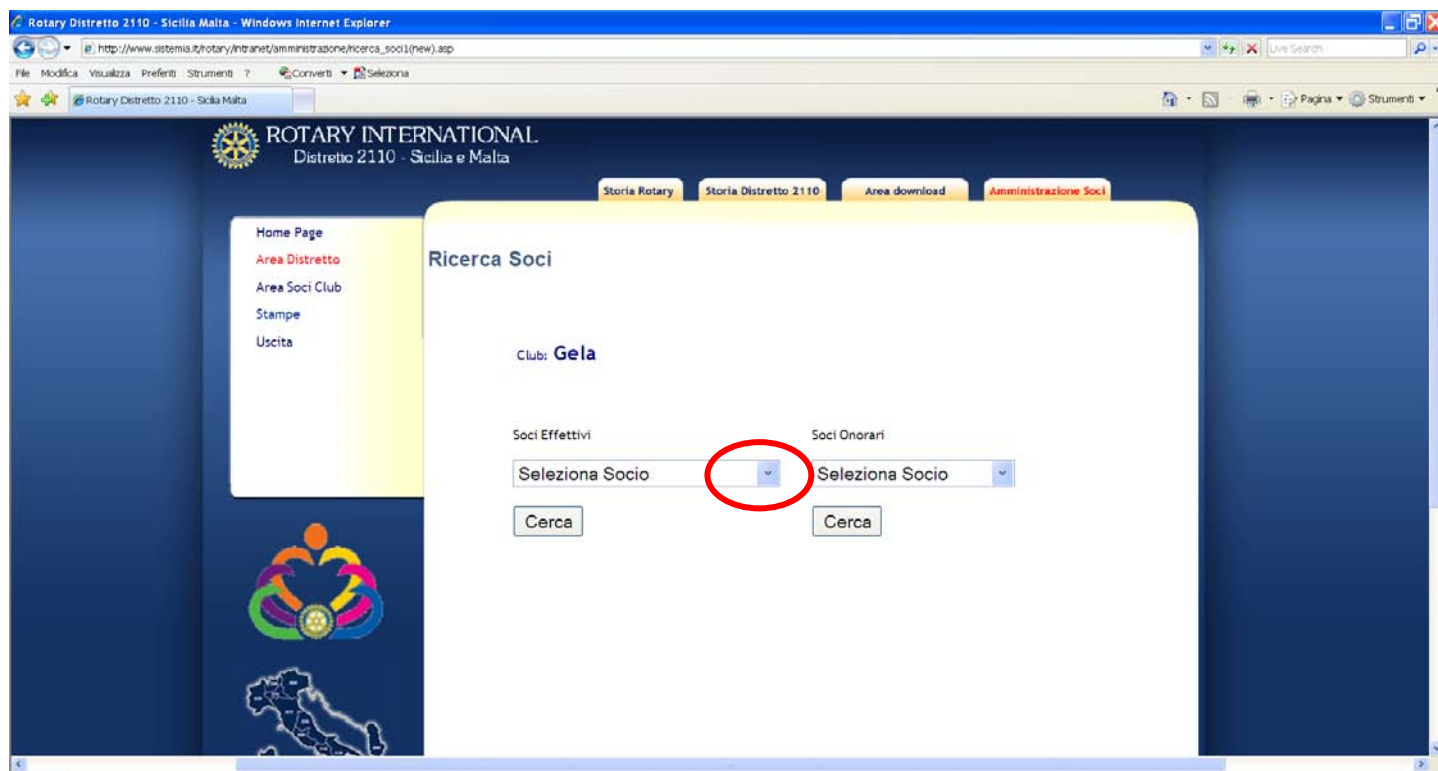 Rotary Distretto 2110 - Sicilia Malta - Windows Internet Explorer
http://www.sistemia.it/rotary/intranet/amministrazione/ricerca_soci1(new).asp
Live Search
File Modifica Visualizza Preferiti Strumenti ? Converti Seleziona
Rotary Distretto 2110 - Sicilia Malta
Pagina Strumenti
ROTARY INTERNATIONAL
Distretto 2110 - Sicilia e Malta
Storia Rotary Storia Distretto 2110 Area download Amministrazione Soci
Home Page
Area Distretto
Area Soci Club
Stampe
Uscita
Ricerca Soci
Club: Gela
Soci Effettivi Soci Onorari
Seleziona Socio Seleziona Socio
Cerca Cerca